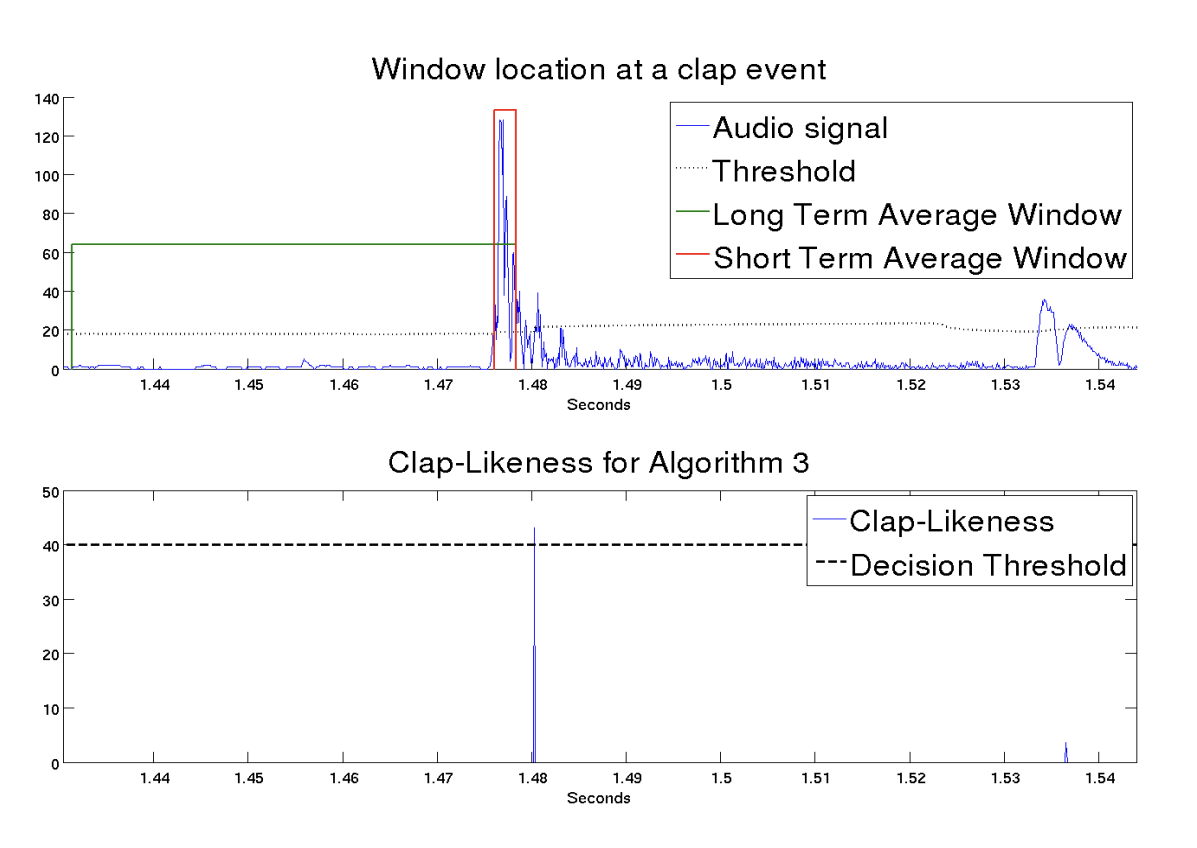 Window location at a clap event
140
120
100
80
60
40
20
0
Audio signal
Threshold
Long Term Average Window
Short Term Average Window
1.44 1.45 1.46 1.47 1.48 1.49 1.5 1.51 1.52 1.53 1.54
Seconds
Clap-Likeness for Algorithm 3
50
40
30
20
10
0
Clap-Likeness
Decision Threshold
1.44 1.45 1.46 1.47 1.48 1.49 1.5 1.51 1.52 1.53 1.54
Seconds